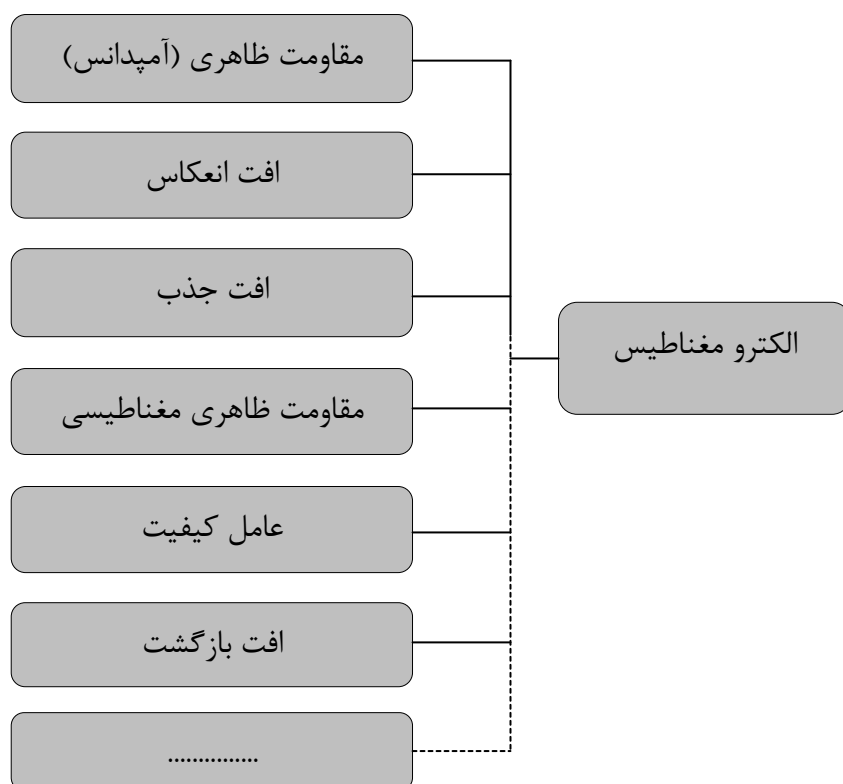 الکترو مغناطیس
مقاومت ظاهری (آمپدانس)
افت انعکاس
افت جذب
مقاومت ظاهری مغناطیسی
عامل کیفیت
افت بازگشت
...............